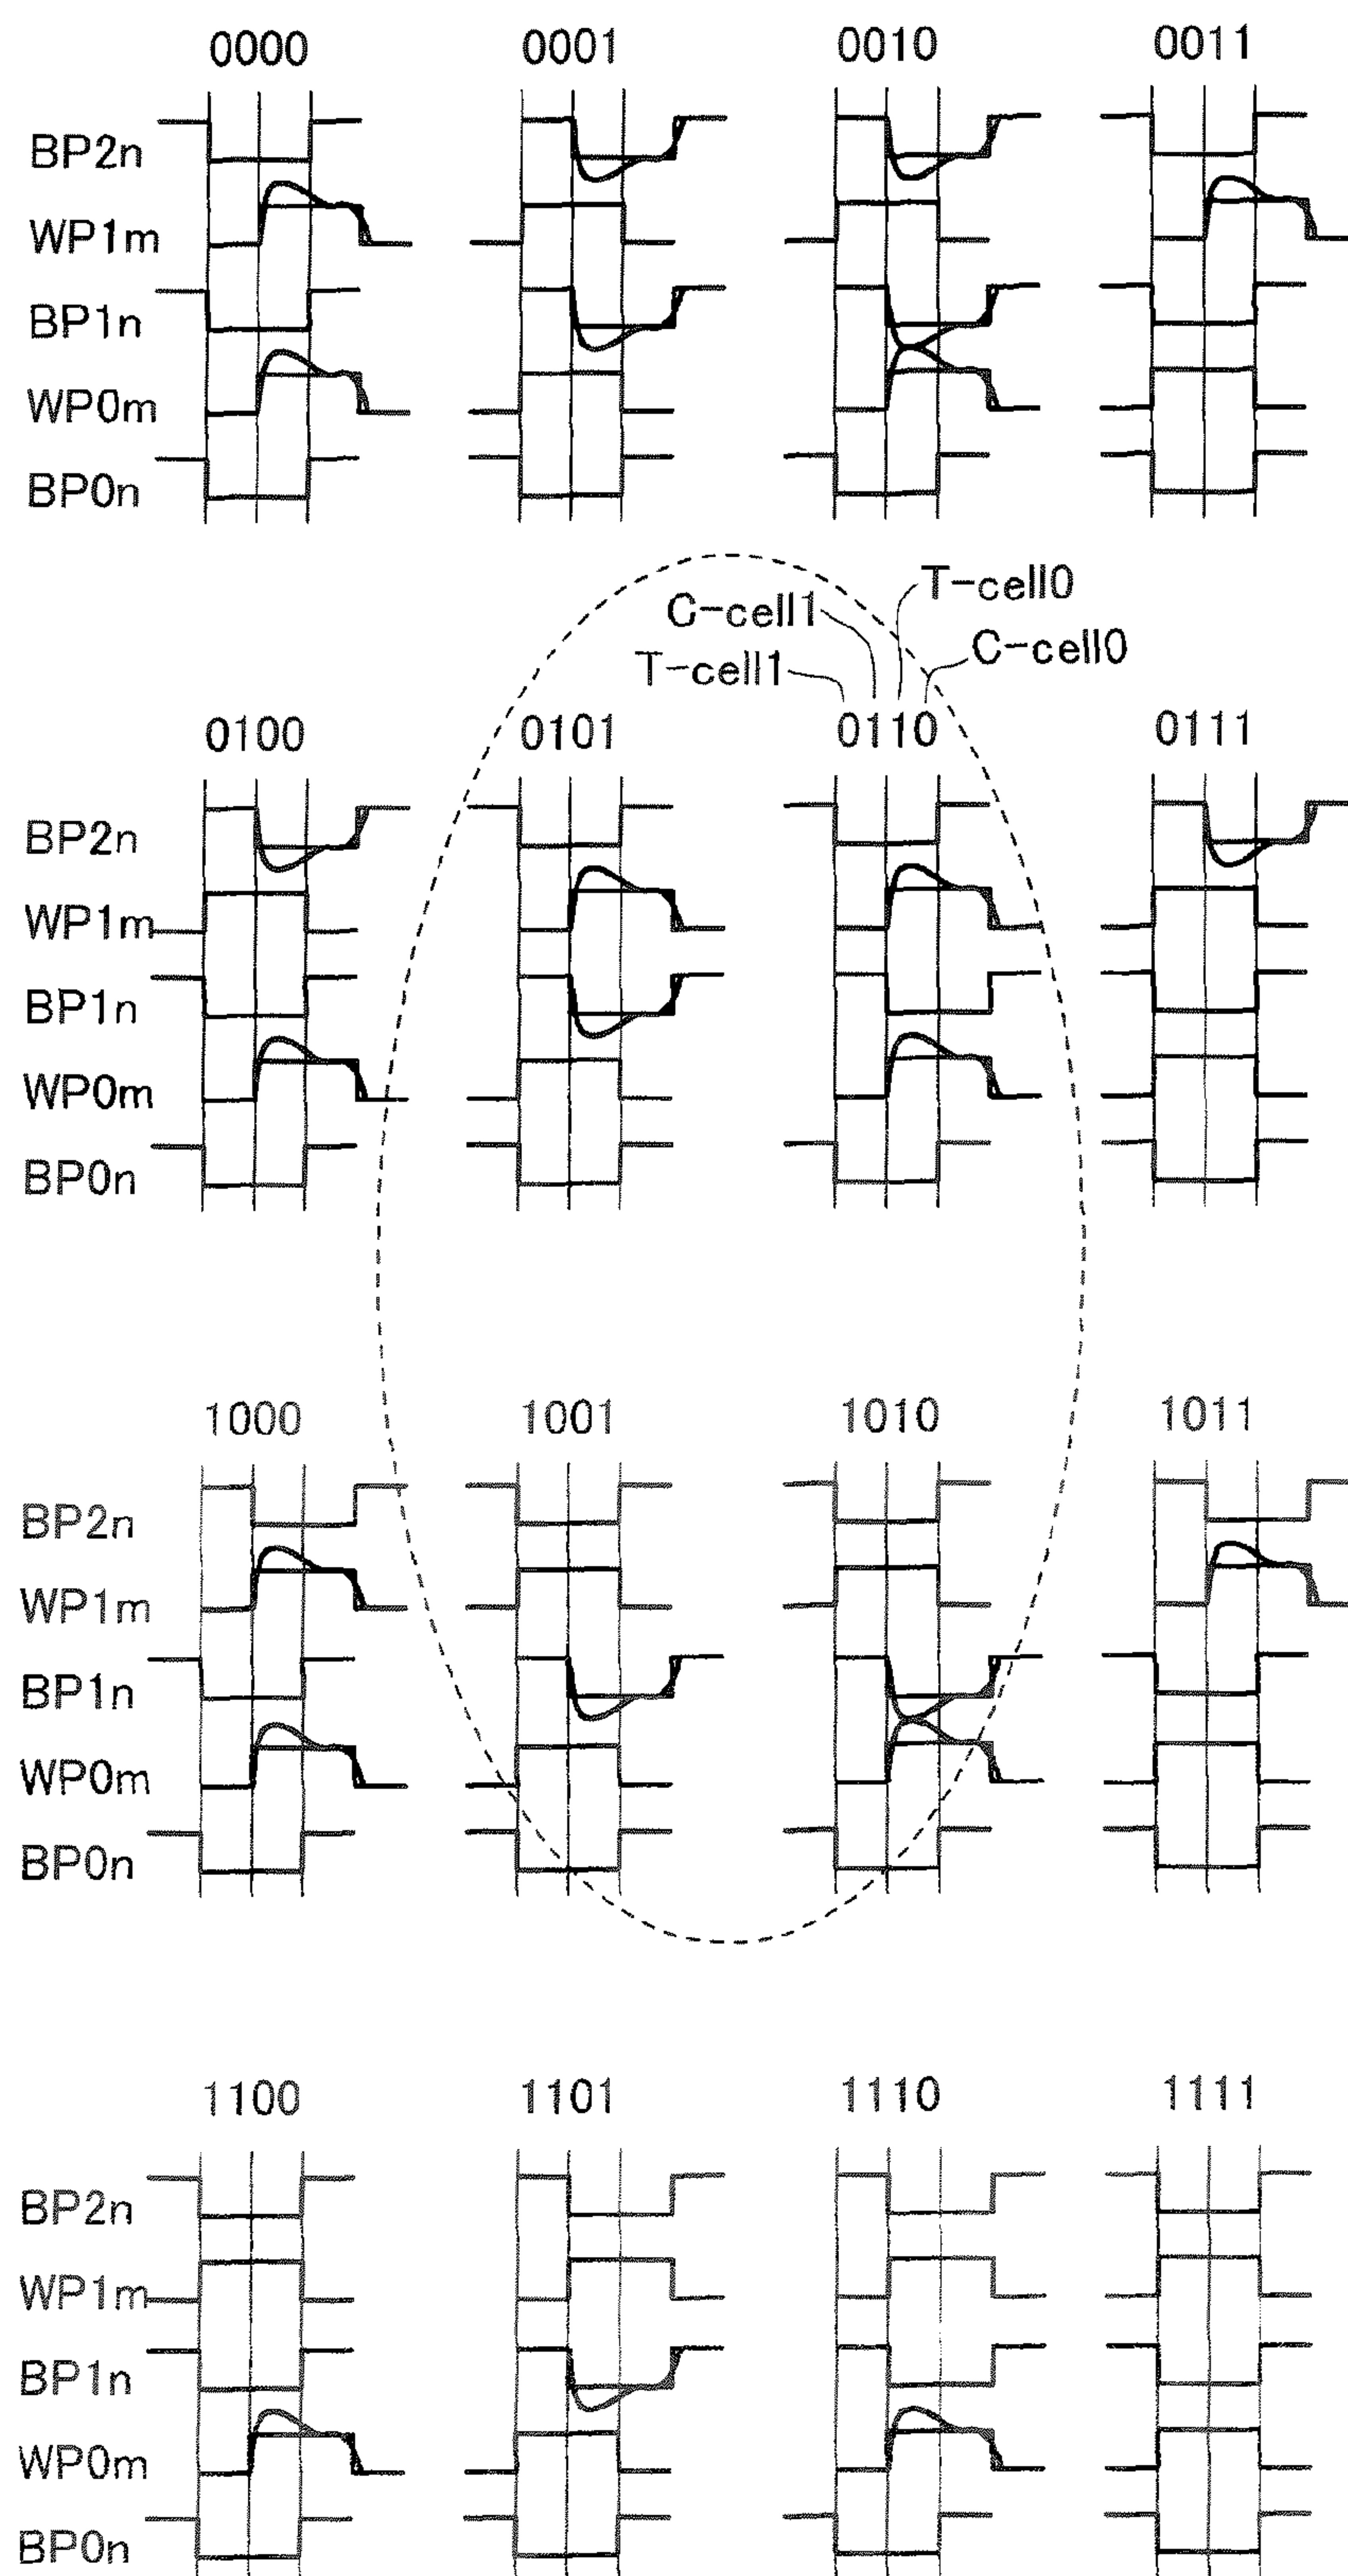 0000 0001 0010 0011
BP2n
WP1m
BP1n
WP0m
BP0n
T-cell0
C-cell1
C-cell0
T-cell1
0100 0101 0110 0111
BP2n
WP1m
BP1n
WP0m
BP0n
1000 1001 1010 1011
BP2n
WP1m
BP1n
WP0m
BP0n
1100 1101 1110 1111
BP2n
WP1m
BP1n
WP0m
BP0n